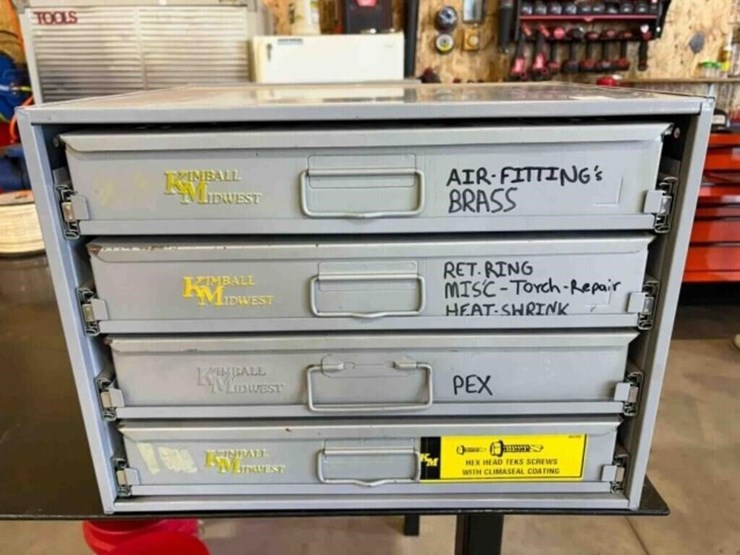 TOOLS
KIMBALL
MIDWEST
AIR-FITTING's
BRASS
KIMBALL
MIDWEST
RET. RING
MISC - Torch-Repair
HEAT-SHRINK
KIMBALL
MIDWEST
PEX
KIMBALL
MIDWEST
KM
HEX HEAD TEKS SCREWS
WITH CLIMASEAL COATING